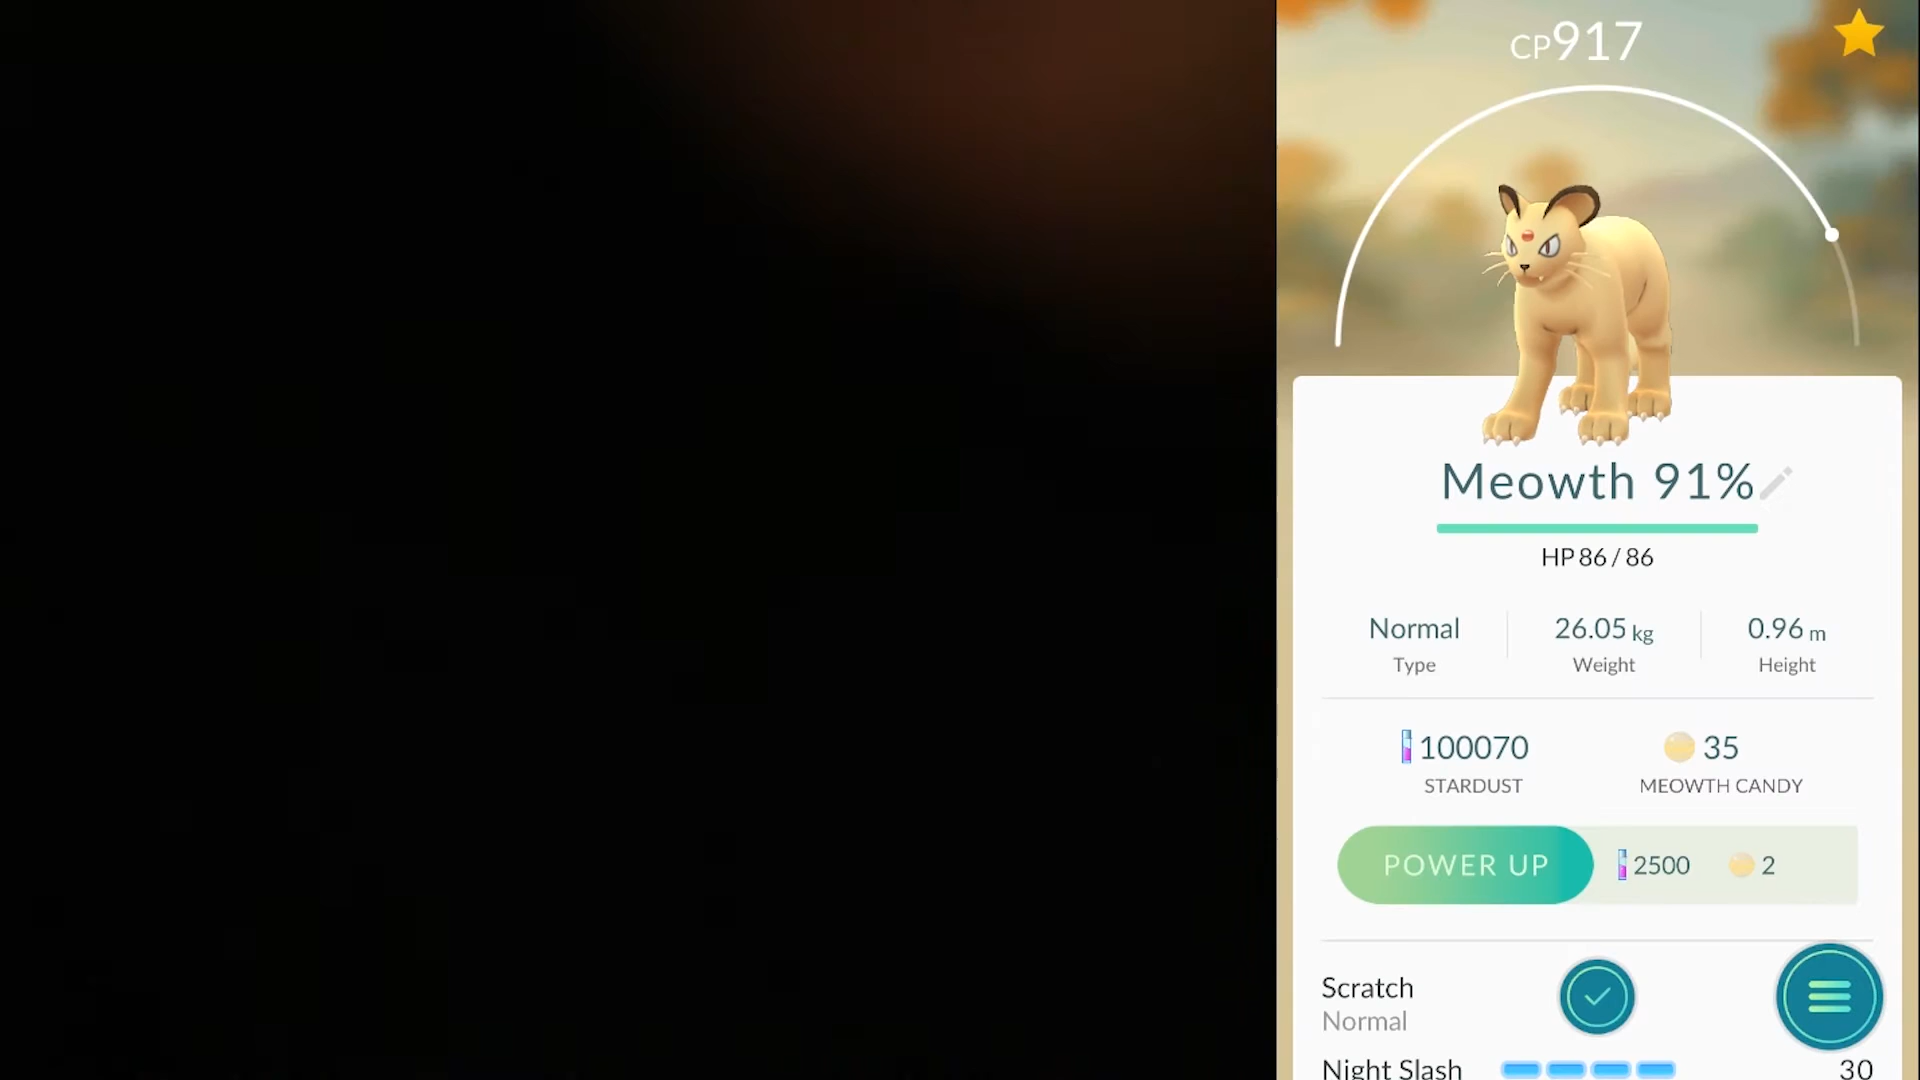 CP917
Meowth 91%
HP 86 / 86
Normal 26.05 kg 0.96 m
Type Weight Height
100070 35
STARDUST MEOWTH CANDY
POWER UP 2500 2
Scratch
Normal
Night Slash 30